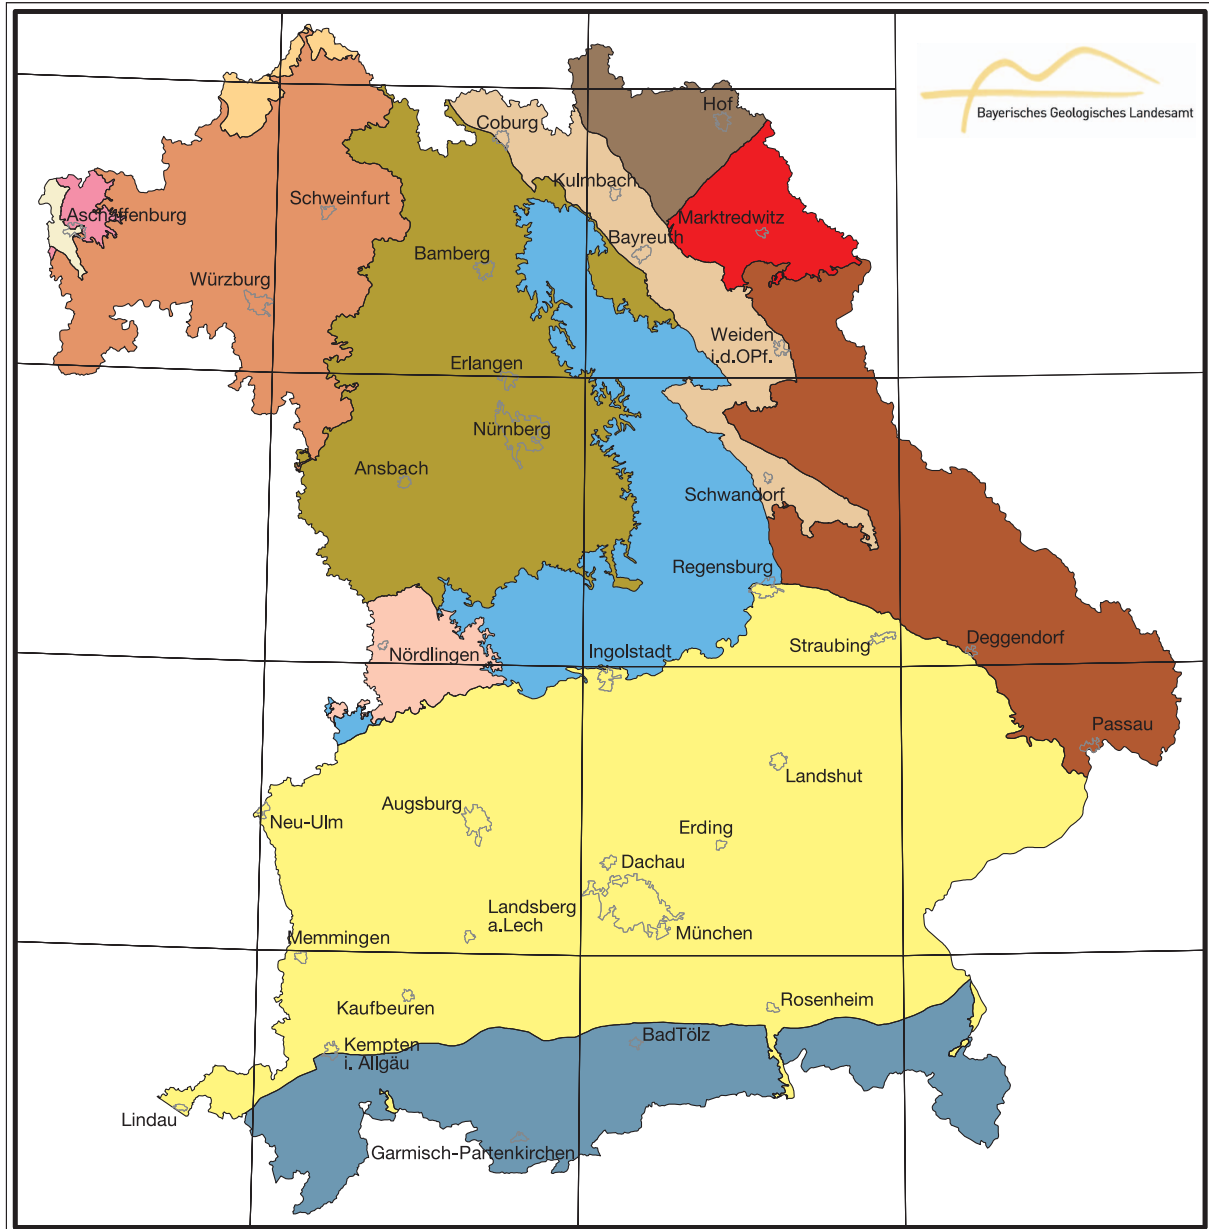 Bayerisches Geologisches Landesamt
Hof
Coburg
Kulmbach
Aschaffenburg
Schweinfurt
Marktredwitz
Bayreuth
Bamberg
Würzburg
Weiden
i.d.OPf.
Erlangen
Nürnberg
Ansbach
Schwandorf
Regensburg
Straubing
Deggendorf
Nördlingen
Ingolstadt
Passau
Landshut
Augsburg
Neu-Ulm
Erding
Dachau
Landsberg
a.Lech
München
Memmingen
Kaufbeuren
Rosenheim
Kempten
i. Allgäu
BadTölz
Lindau
Garmisch-Partenkirchen